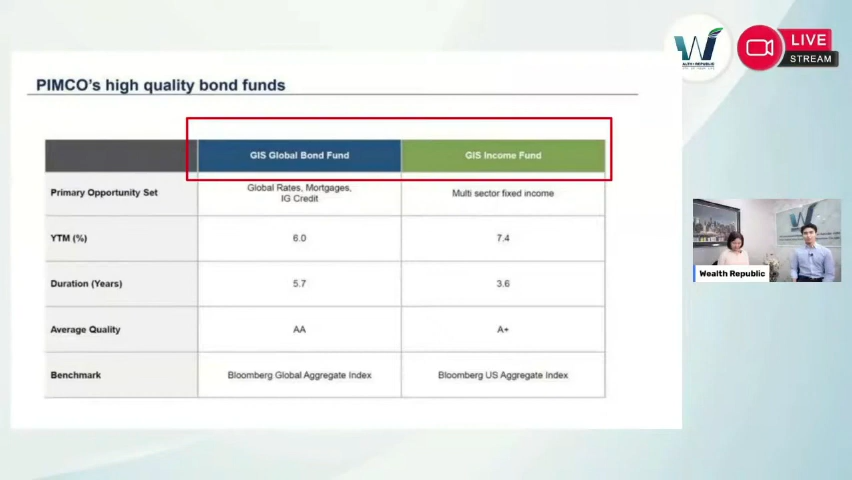 LIVE
STREAM
PIMCO's high quality bond funds
GIS Global Bond Fund
GIS Income Fund
Primary Opportunity Set
Global Rates, Mortgages,
IG Credit
Multi sector fixed income
YTM (%)
6.0
7.4
Duration (Years)
5.7
3.6
Average Quality
AA
A+
Benchmark
Bloomberg Global Aggregate Index
Bloomberg US Aggregate Index
Wealth Republic